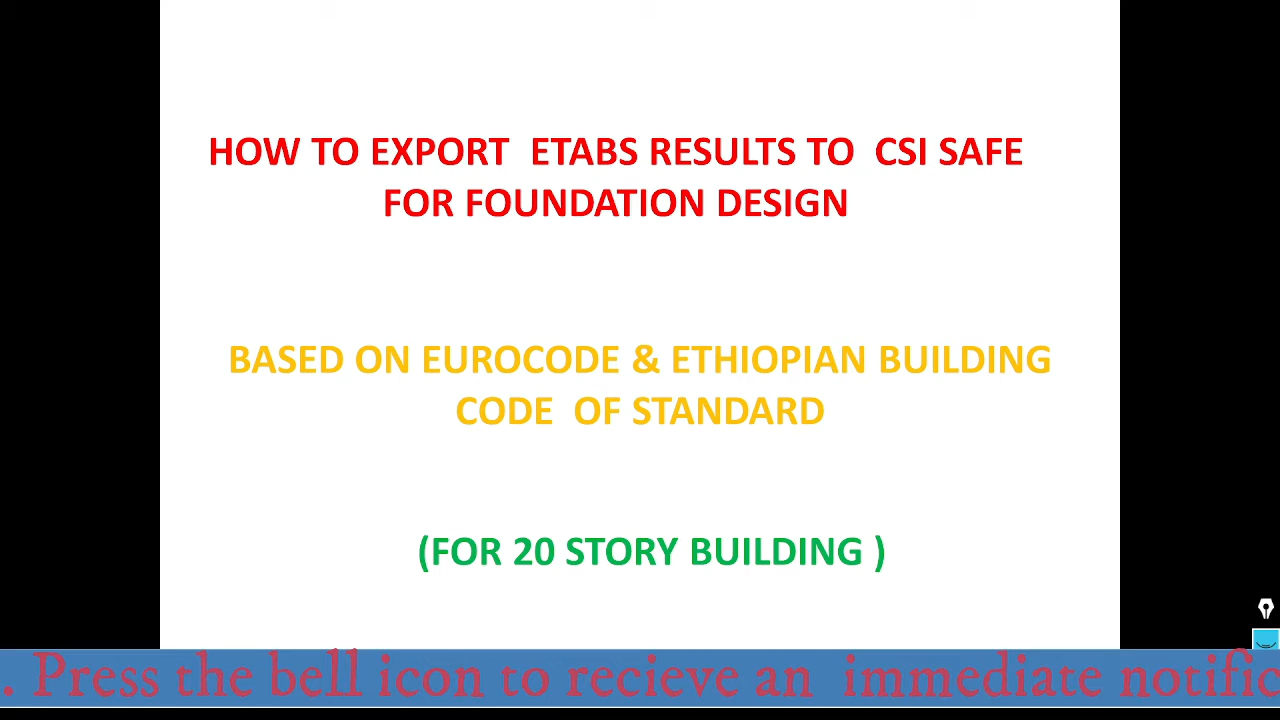 HOW TO EXPORT ETABS RESULTS TO CSI SAFE
FOR FOUNDATION DESIGN
BASED ON EUROCODE & ETHIOPIAN BUILDING
CODE OF STANDARD
(FOR 20 STORY BUILDING )
. Press the bell icon to recieve an immediate notific